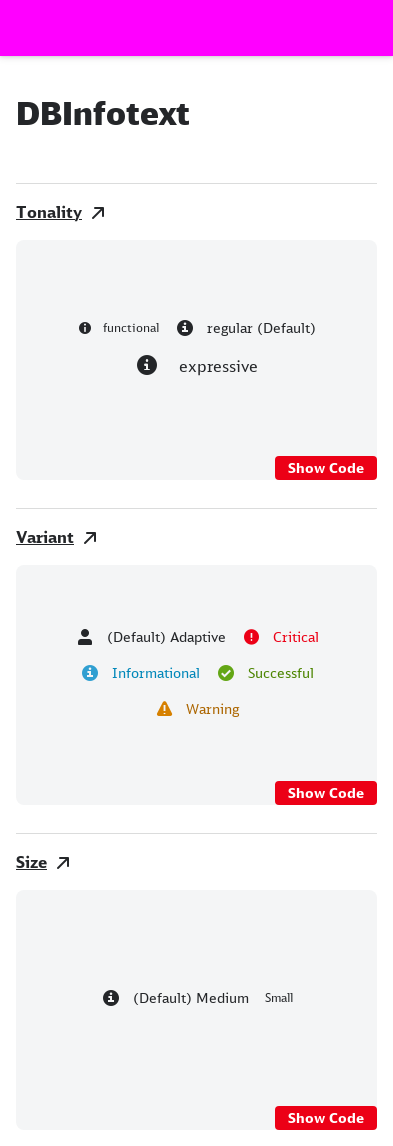 DBInfotext
Tonality
functional regular (Default)
expressive
Show Code
Variant
(Default) Adaptive Critical
Informational Successful
Warning
Show Code
Size
(Default) Medium Small
Show Code